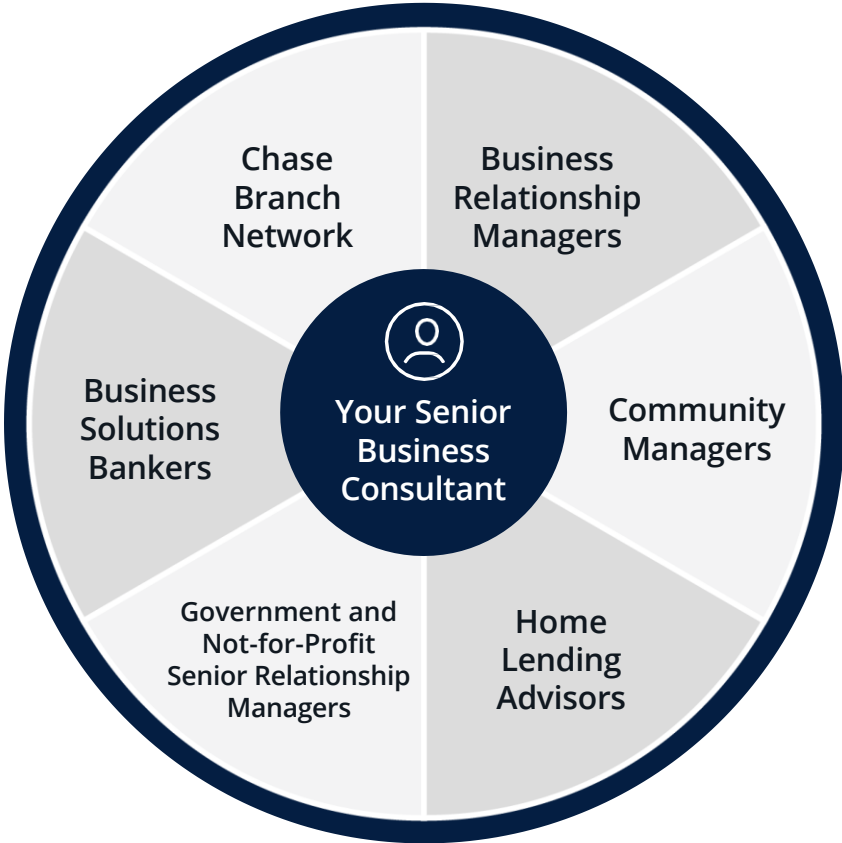 Chase
Branch
Network
Business
Relationship
Managers
Business
Solutions
Bankers
Your Senior
Business
Consultant
Community
Managers
Government and
Not-for-Profit
Senior Relationship
Managers
Home
Lending
Advisors